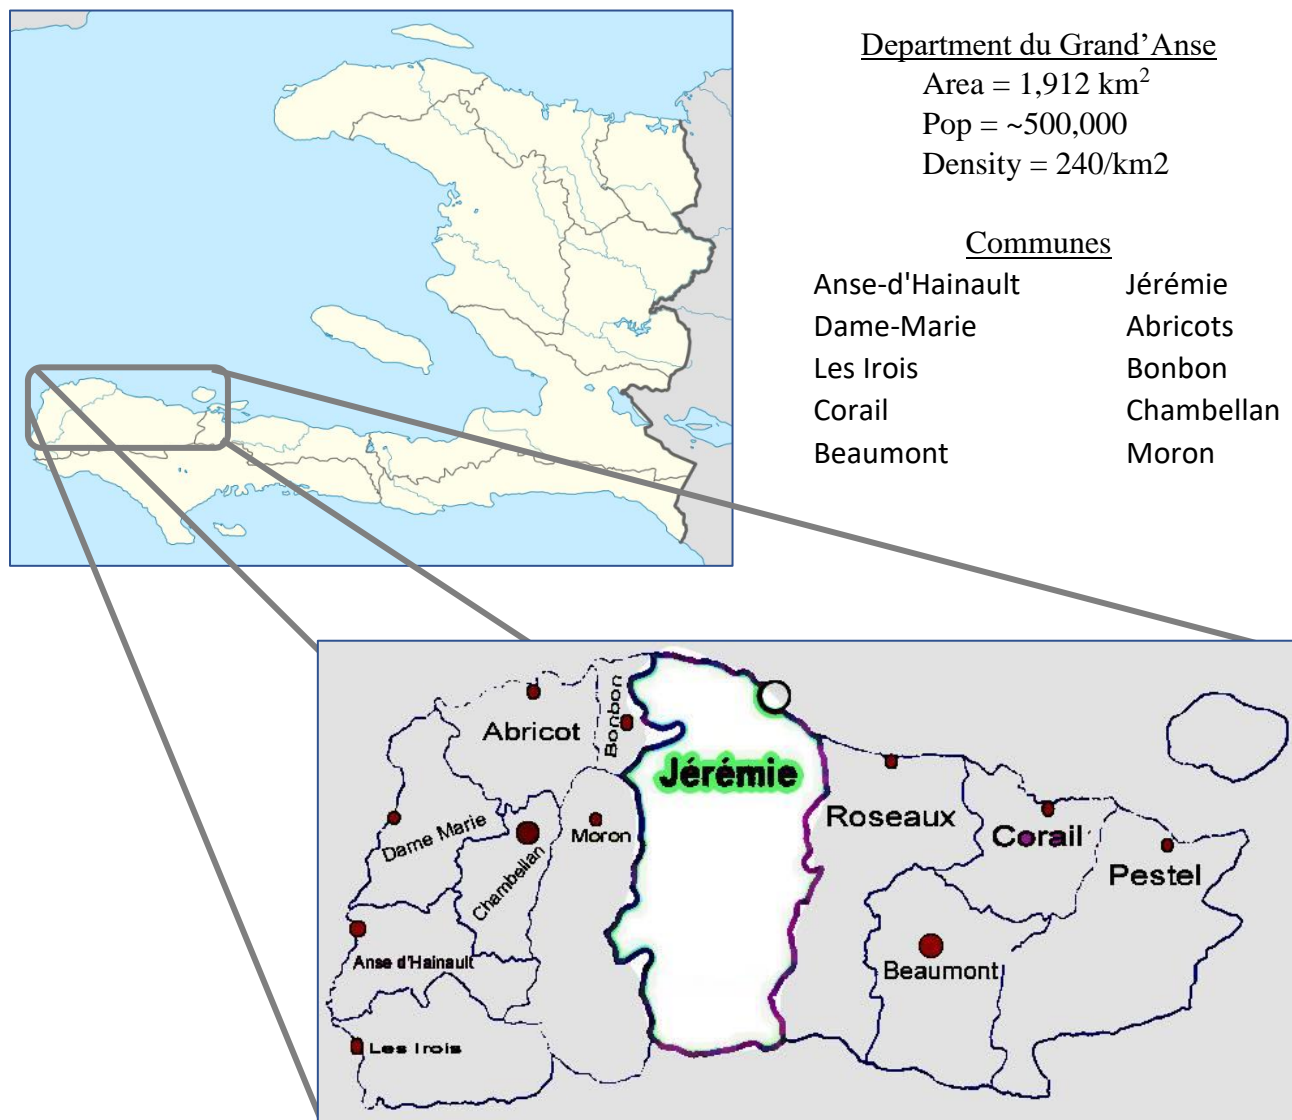 Department du Grand’Anse
Area = 1,912 km2
Pop = ~500,000
Density = 240/km2
Communes
Anse-d'Hainault Jérémie
Dame-Marie Abricots
Les Irois Bonbon
Corail Chambellan
Beaumont Moron
Abricot
Bonbon
Jérémie
Dame Marie
Chambellan
Moron
Roseaux
Corail
Pestel
Anse d'Hainault
Beaumont
Les Irois